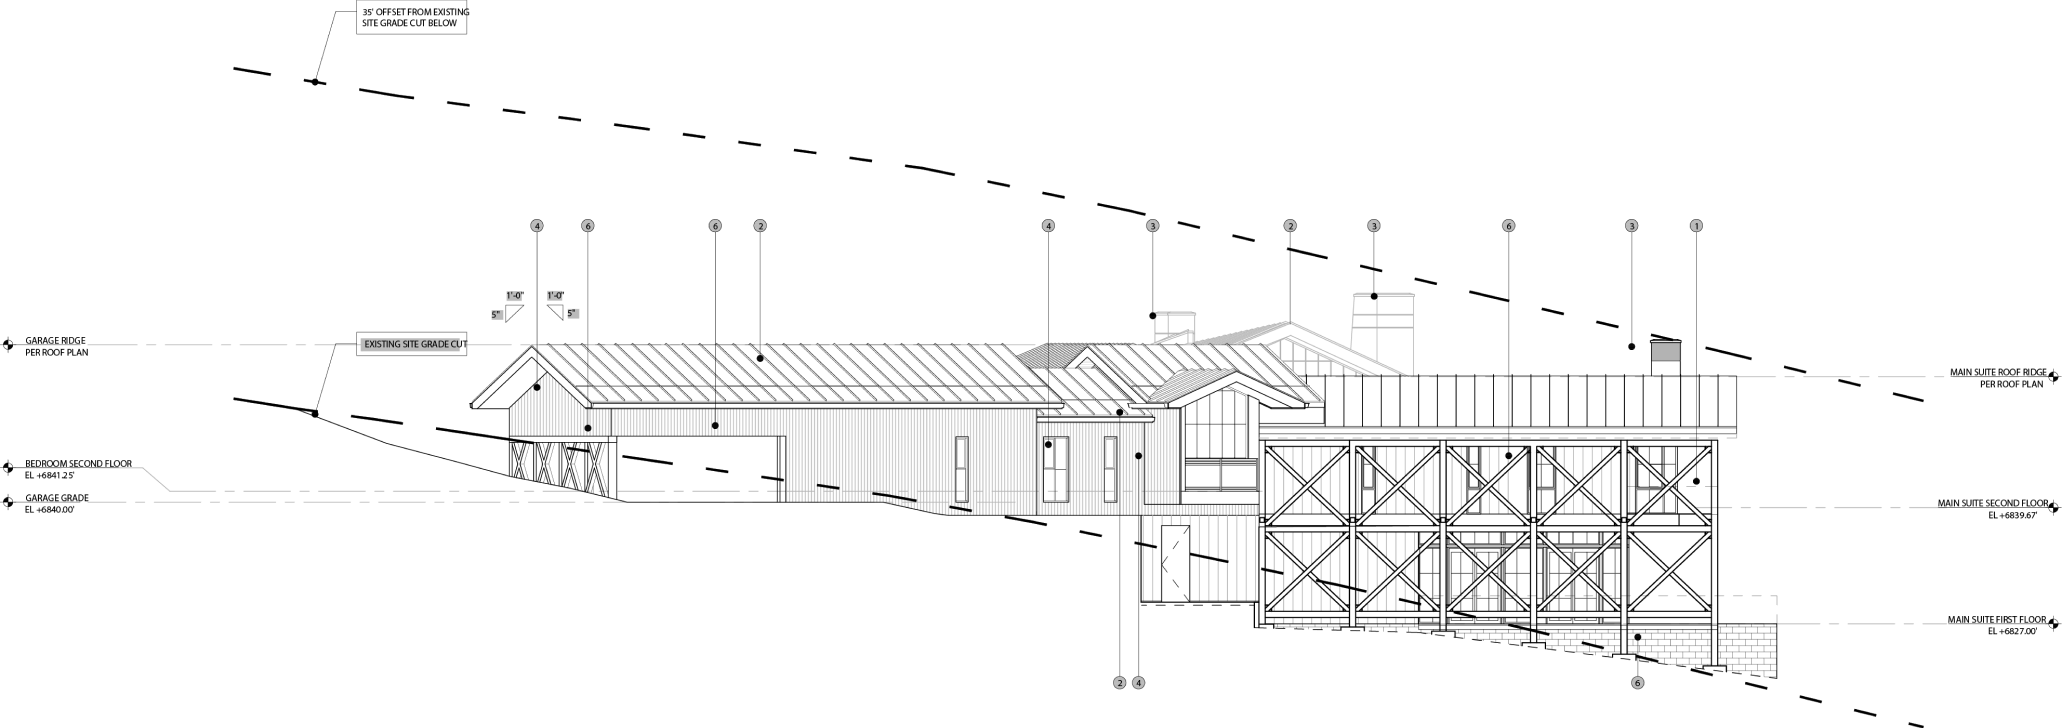 35' OFFSET FROM EXISTING
SITE GRADE CUT BELOW
4 6 6 2 4 3 2 3 6 3 1
1'-0" 1'-0"
5" 5"
GARAGE RIDGE
PER ROOF PLAN
EXISTING SITE GRADE CUT
MAIN SUITE ROOF RIDGE
PER ROOF PLAN
BEDROOM SECOND FLOOR
EL +6841.25'
GARAGE GRADE
EL +6840.00'
MAIN SUITE SECOND FLOOR
EL +6839.67'
MAIN SUITE FIRST FLOOR
EL +6827.00'
2 4 6